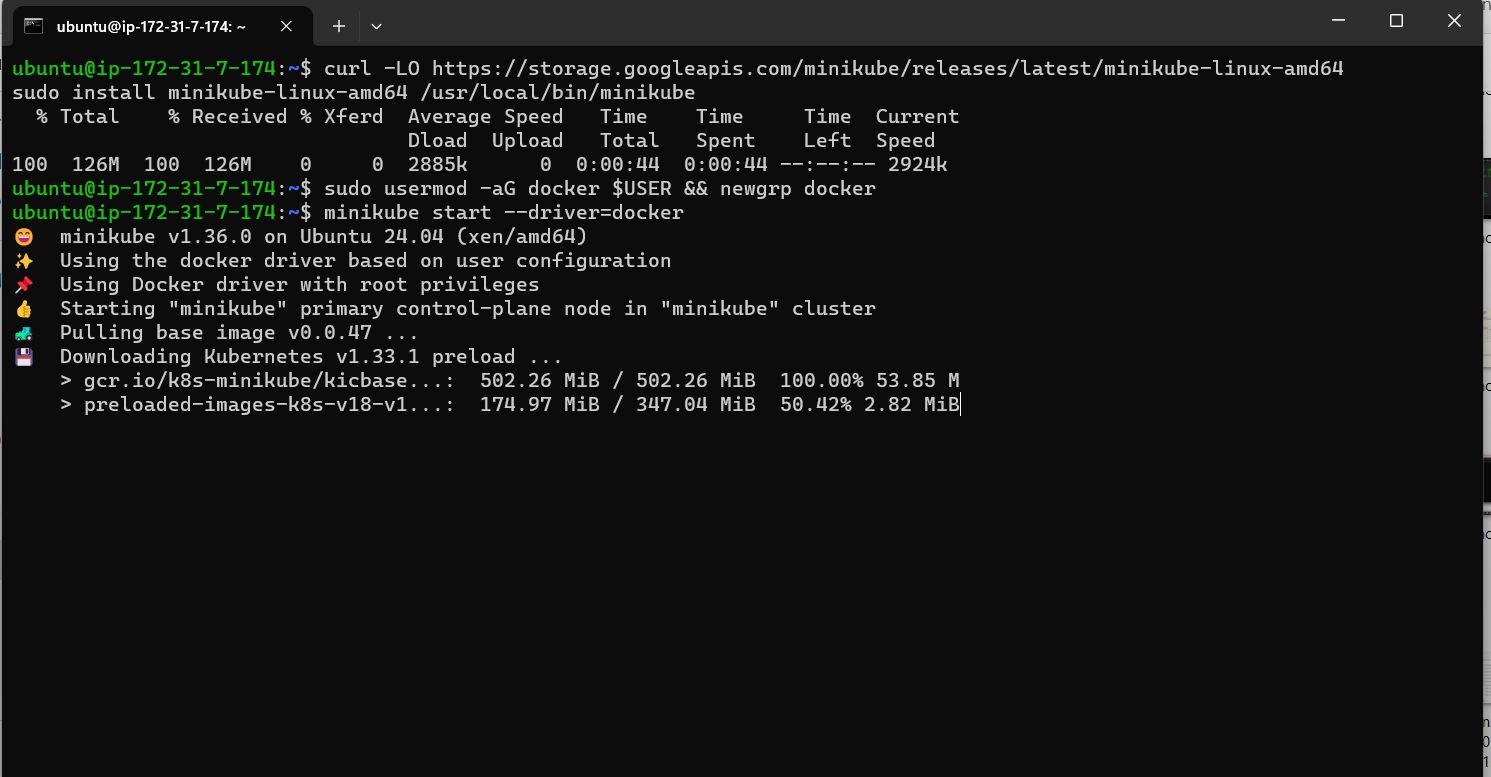 ubuntu@ip-172-31-7-174: ~
ubuntu@ip-172-31-7-174:~$ curl -LO https://storage.googleapis.com/minikube/releases/latest/minikube-linux-amd64
sudo install minikube-linux-amd64 /usr/local/bin/minikube
  % Total    % Received % Xferd  Average Speed   Time    Time     Time  Current
                                 Dload  Upload   Total   Spent    Left  Speed
100  126M  100  126M    0     0  2885k      0  0:00:44  0:00:44 --:--:-- 2924k
ubuntu@ip-172-31-7-174:~$ sudo usermod -aG docker $USER && newgrp docker
ubuntu@ip-172-31-7-174:~$ minikube start --driver=docker
😄  minikube v1.36.0 on Ubuntu 24.04 (xen/amd64)
✨  Using the docker driver based on user configuration
📌  Using Docker driver with root privileges
👍  Starting "minikube" primary control-plane node in "minikube" cluster
🚜  Pulling base image v0.0.47 ...
💾  Downloading Kubernetes v1.33.1 preload ...
    > gcr.io/k8s-minikube/kicbase...:  502.26 MiB / 502.26 MiB  100.00% 53.85 M
    > preloaded-images-k8s-v18-v1...:  174.97 MiB / 347.04 MiB  50.42% 2.82 MiB